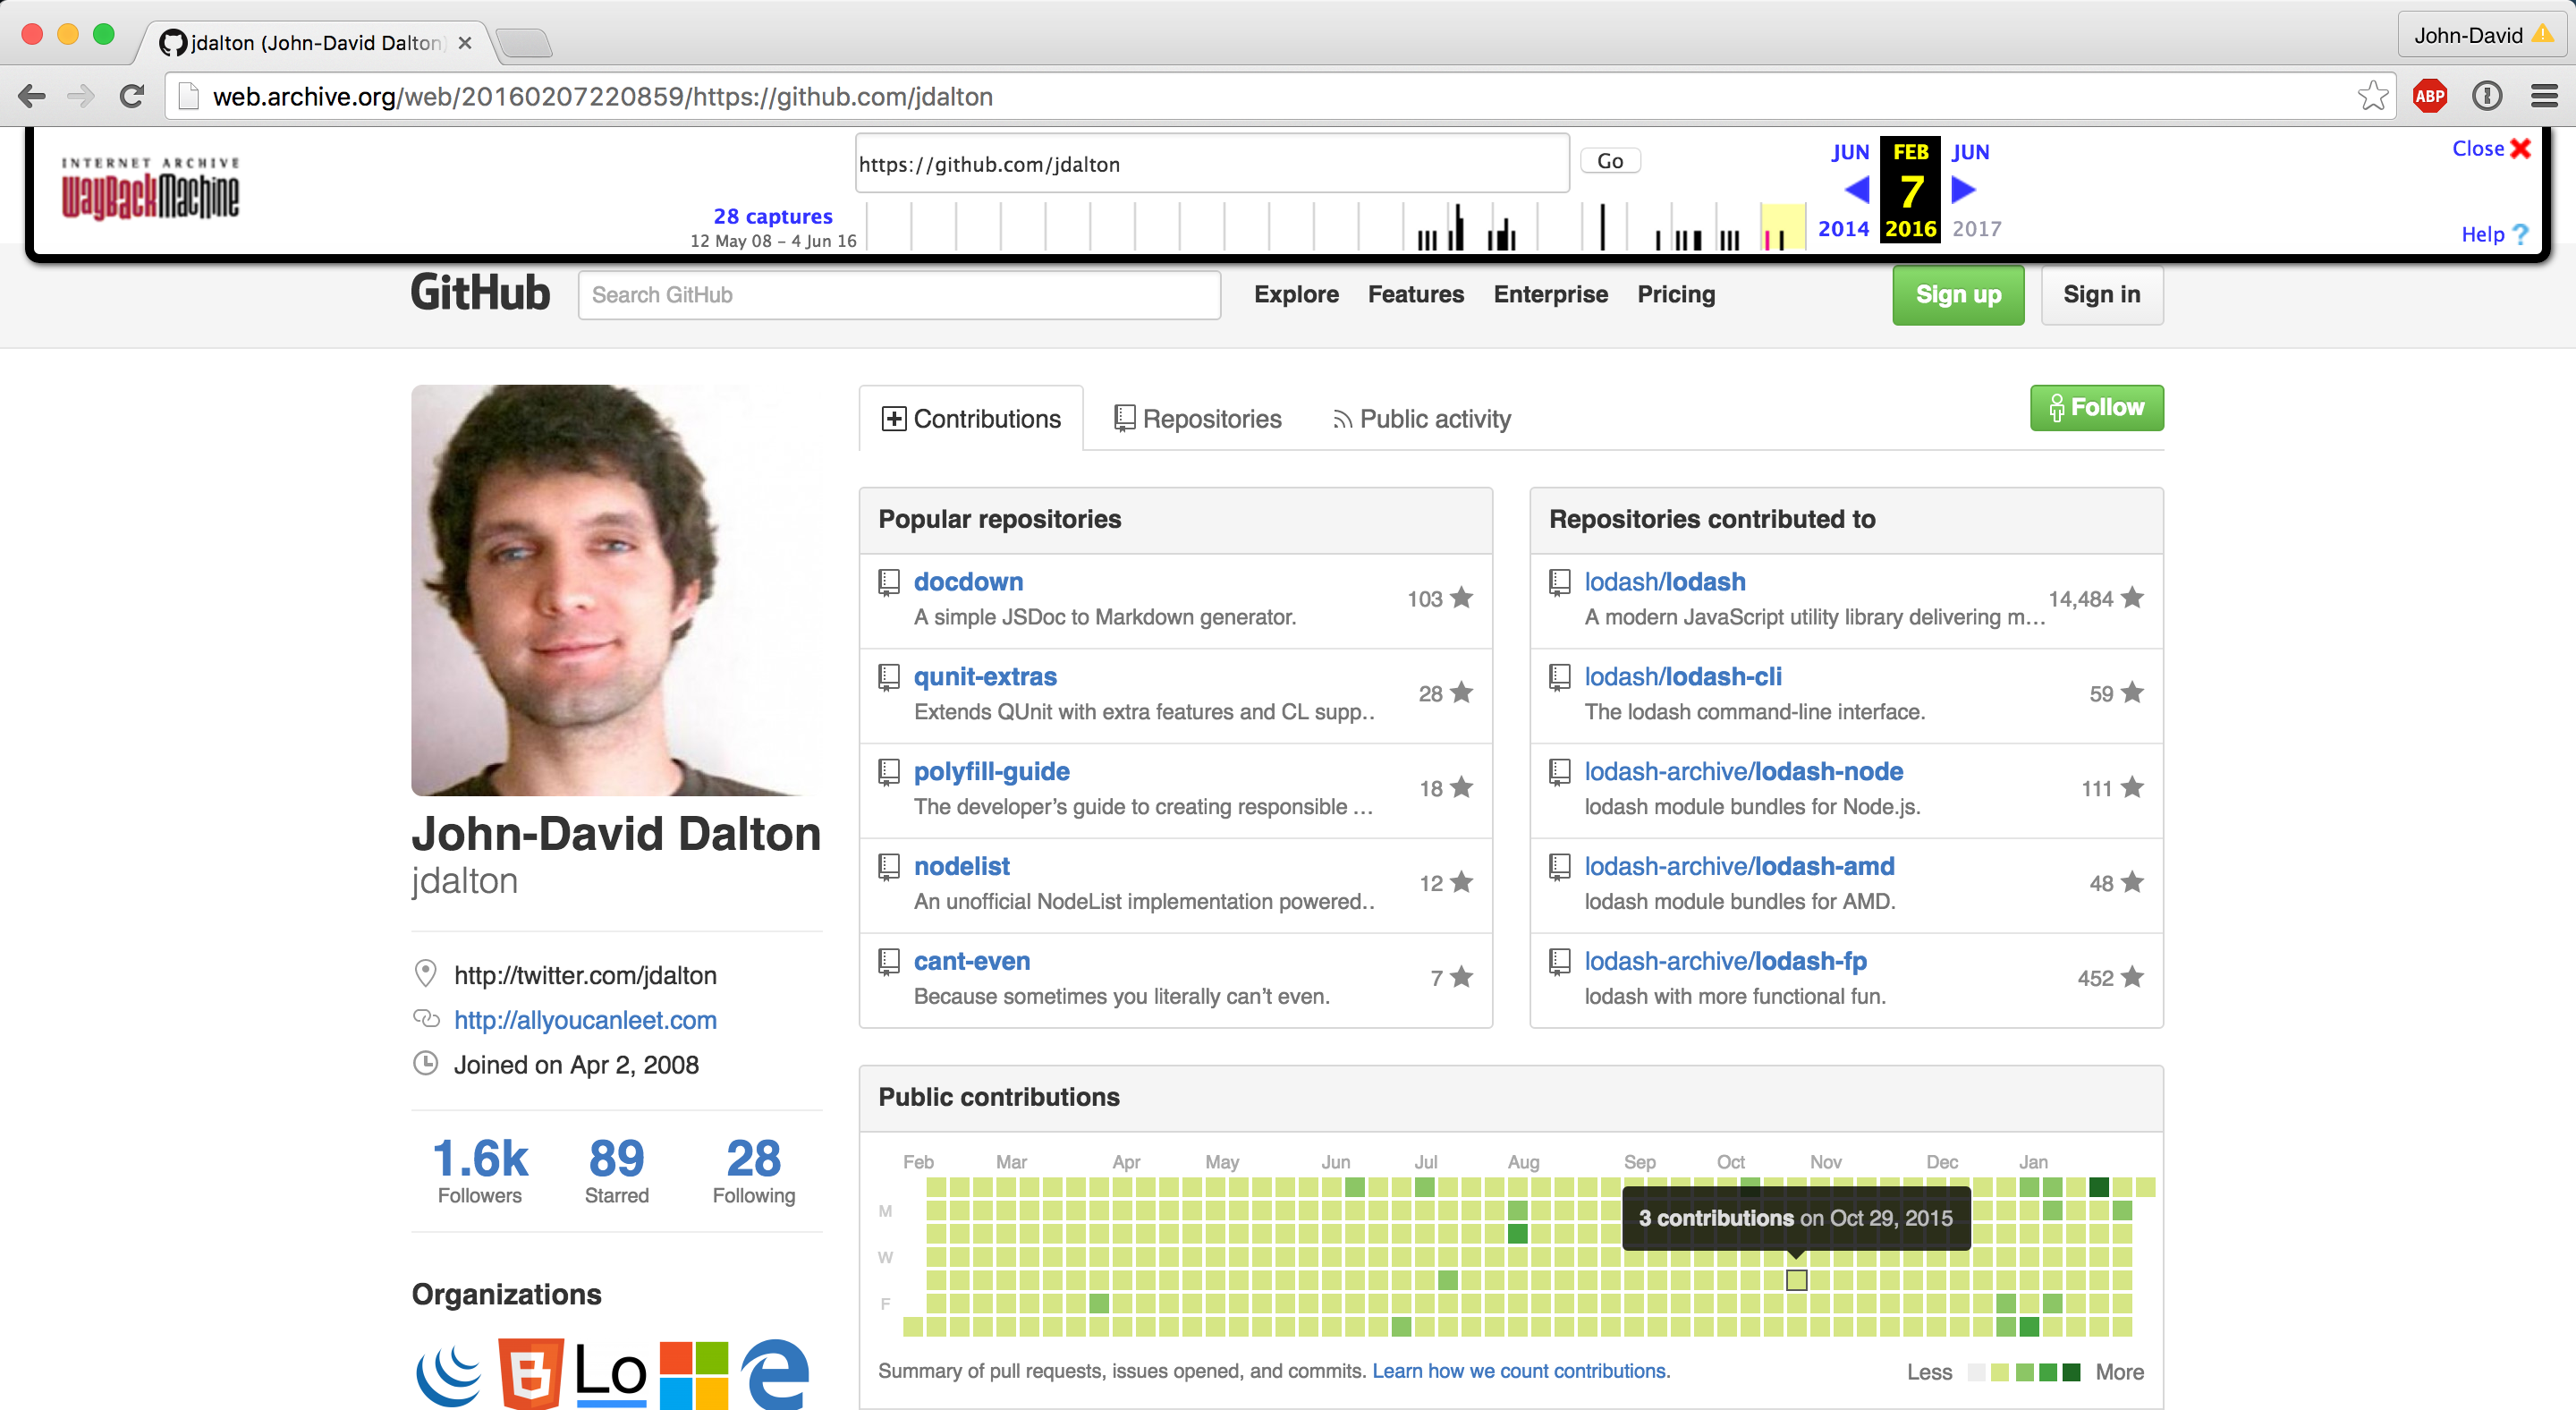 jdalton (John-David Dalton)
John-David
web.archive.org/web/20160207220859/https://github.com/jdalton
ABP
INTERNET ARCHIVE
WayBackMachine
https://github.com/jdalton
Go
28 captures
12 May 08 – 4 Jun 16
JUN FEB JUN
7
2014 2016 2017
Close
Help ?
GitHub
Search GitHub
Explore Features Enterprise Pricing
Sign up
Sign in
Contributions
Repositories
Public activity
Follow
John-David Dalton
jdalton
http://twitter.com/jdalton
http://allyoucanleet.com
Joined on Apr 2, 2008
1.6k 89 28
Followers Starred Following
Organizations
Lo
Popular repositories
docdown
A simple JSDoc to Markdown generator.
103
qunit-extras
Extends QUnit with extra features and CL supp..
28
polyfill-guide
The developer’s guide to creating responsible …
18
nodelist
An unofficial NodeList implementation powered..
12
cant-even
Because sometimes you literally can’t even.
7
Repositories contributed to
lodash/lodash
A modern JavaScript utility library delivering m…
14,484
lodash/lodash-cli
The lodash command-line interface.
59
lodash-archive/lodash-node
lodash module bundles for Node.js.
111
lodash-archive/lodash-amd
lodash module bundles for AMD.
48
lodash-archive/lodash-fp
lodash with more functional fun.
452
Public contributions
Feb Mar Apr May Jun Jul Aug Sep Oct Nov Dec Jan
M
W
F
3 contributions on Oct 29, 2015
Summary of pull requests, issues opened, and commits. Learn how we count contributions.
Less More